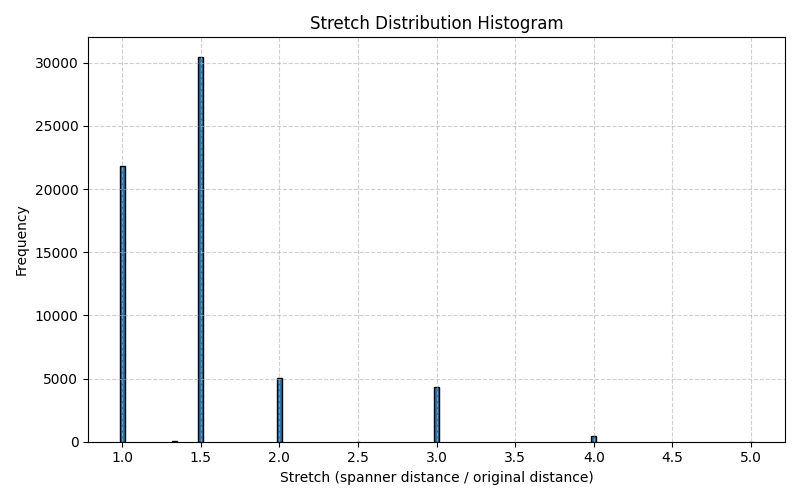 Stretch Distribution Histogram
Frequency
30000
25000
20000
15000
10000
5000
0
1.0 1.5 2.0 2.5 3.0 3.5 4.0 4.5 5.0
Stretch (spanner distance / original distance)